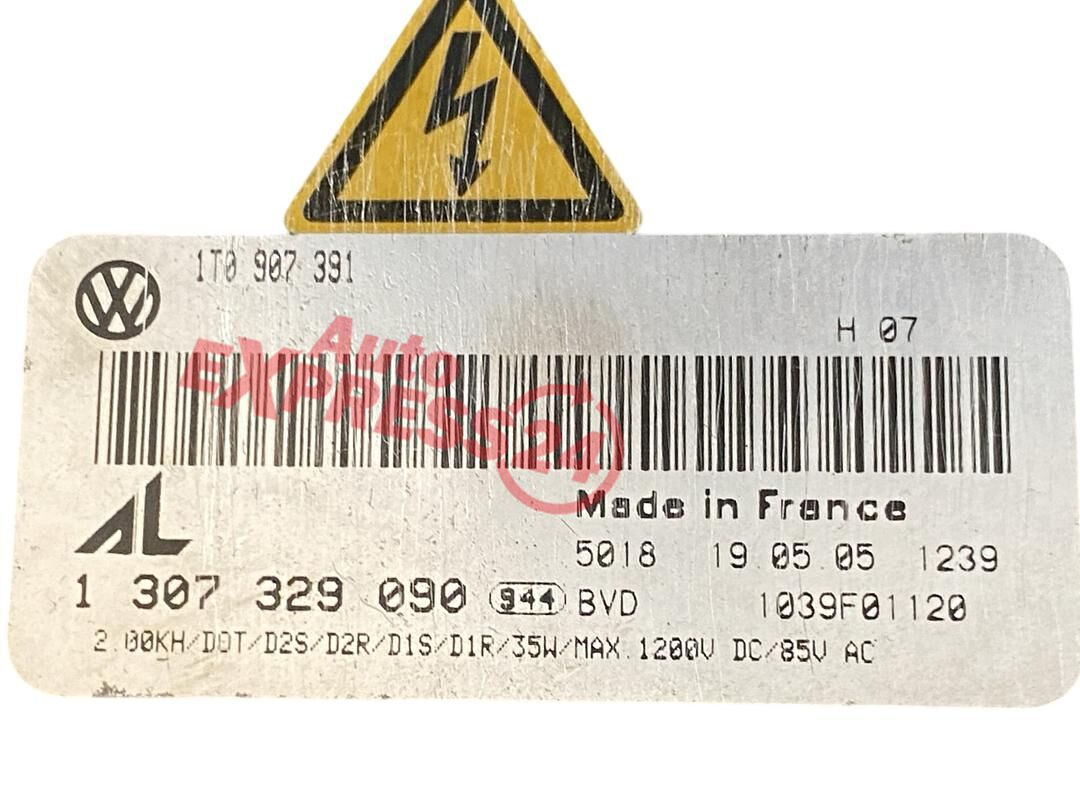 1T0 907 391
H 07
Auto
EXPRESS24
AL
Made in France
5018 19.05.05 1239
1 307 329 090 944 BVD 1039F01120
2.00KH/DOT/D2S/D2R/D1S/D1R/35W/MAX.1200V DC/85V AC